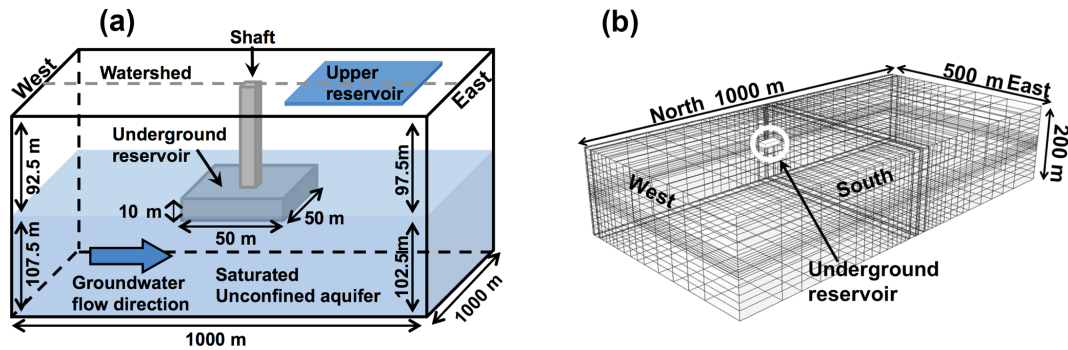 (a)
Shaft
West
Watershed
Upper
reservoir
East
Underground
reservoir
92.5 m
97.5m
10 m
50 m
50 m
107.5 m
102.5m
Groundwater
flow direction
Saturated
Unconfined aquifer
1000 m
1000 m
(b)
North 1000 m
500 m East
200 m
West
South
Underground
reservoir